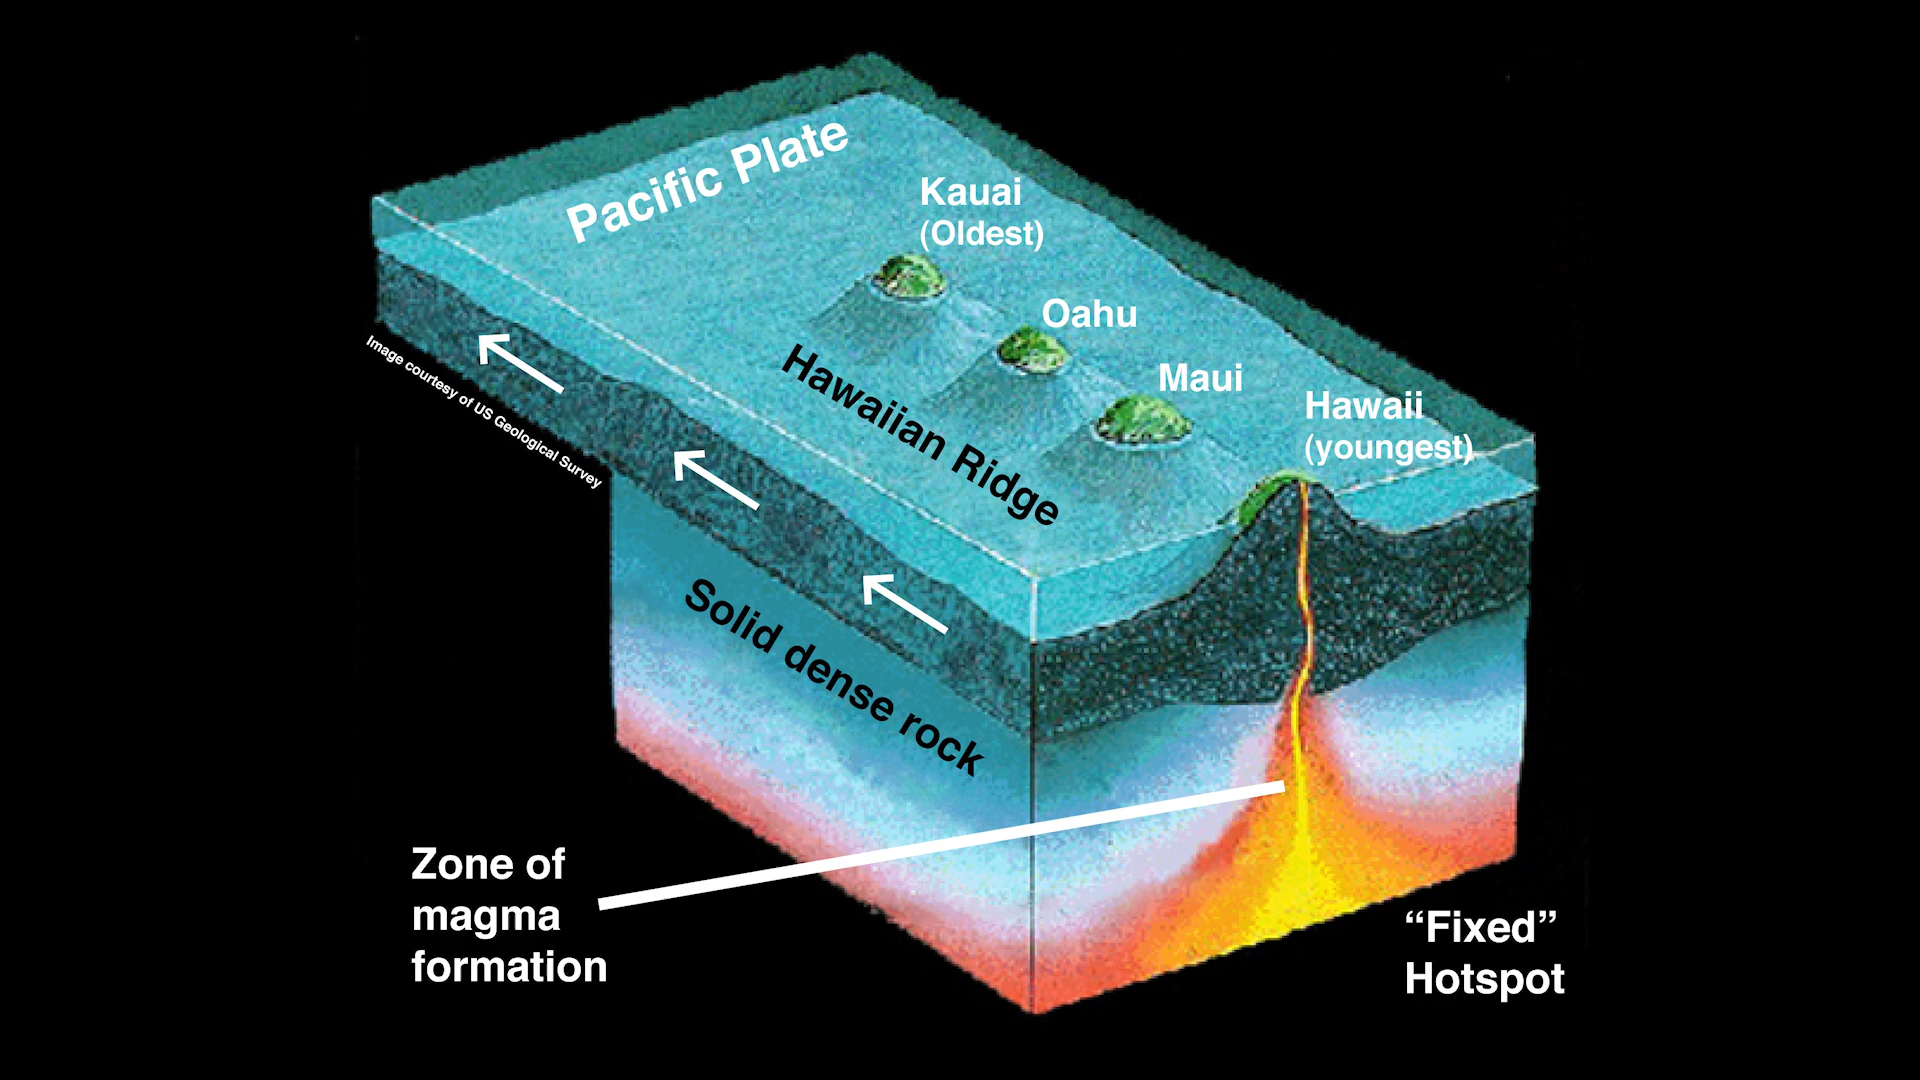 Pacific Plate
Kauai
(Oldest)
Oahu
Maui
Hawaii
(youngest)
Hawaiian Ridge
Image courtesy of US Geological Survey
Solid dense rock
Zone of
magma
formation
“Fixed”
Hotspot